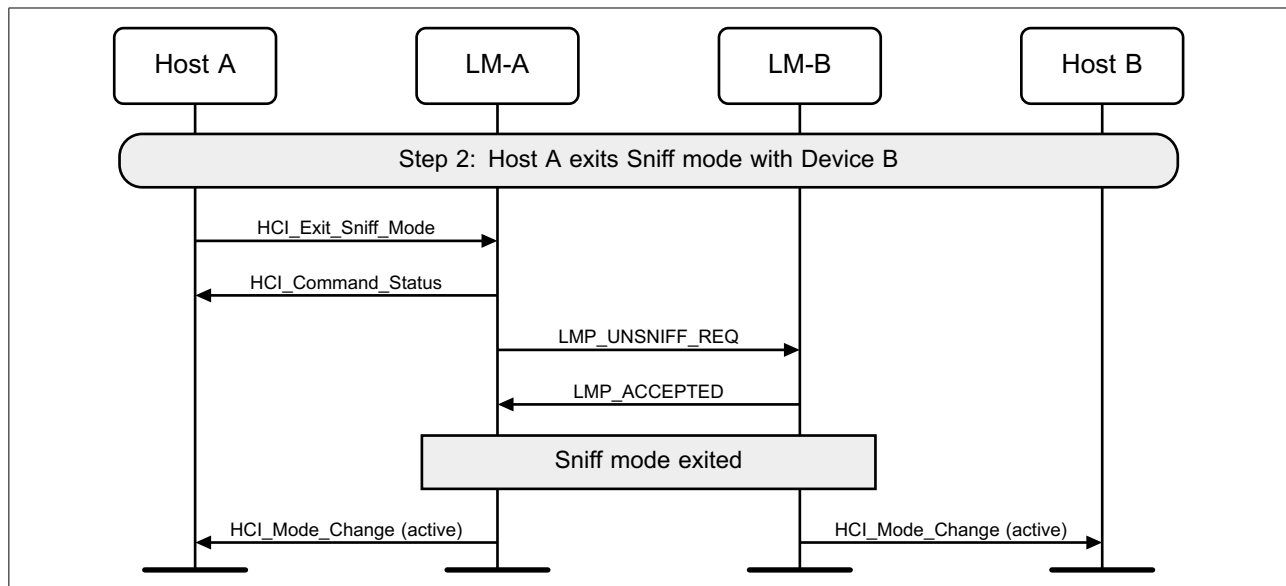 Host A
LM-A
LM-B
Host B
Step 2: Host A exits Sniff mode with Device B
HCI_Exit_Sniff_Mode
HCI_Command_Status
LMP_UNSNIFF_REQ
LMP_ACCEPTED
Sniff mode exited
HCI_Mode_Change (active)
HCI_Mode_Change (active)